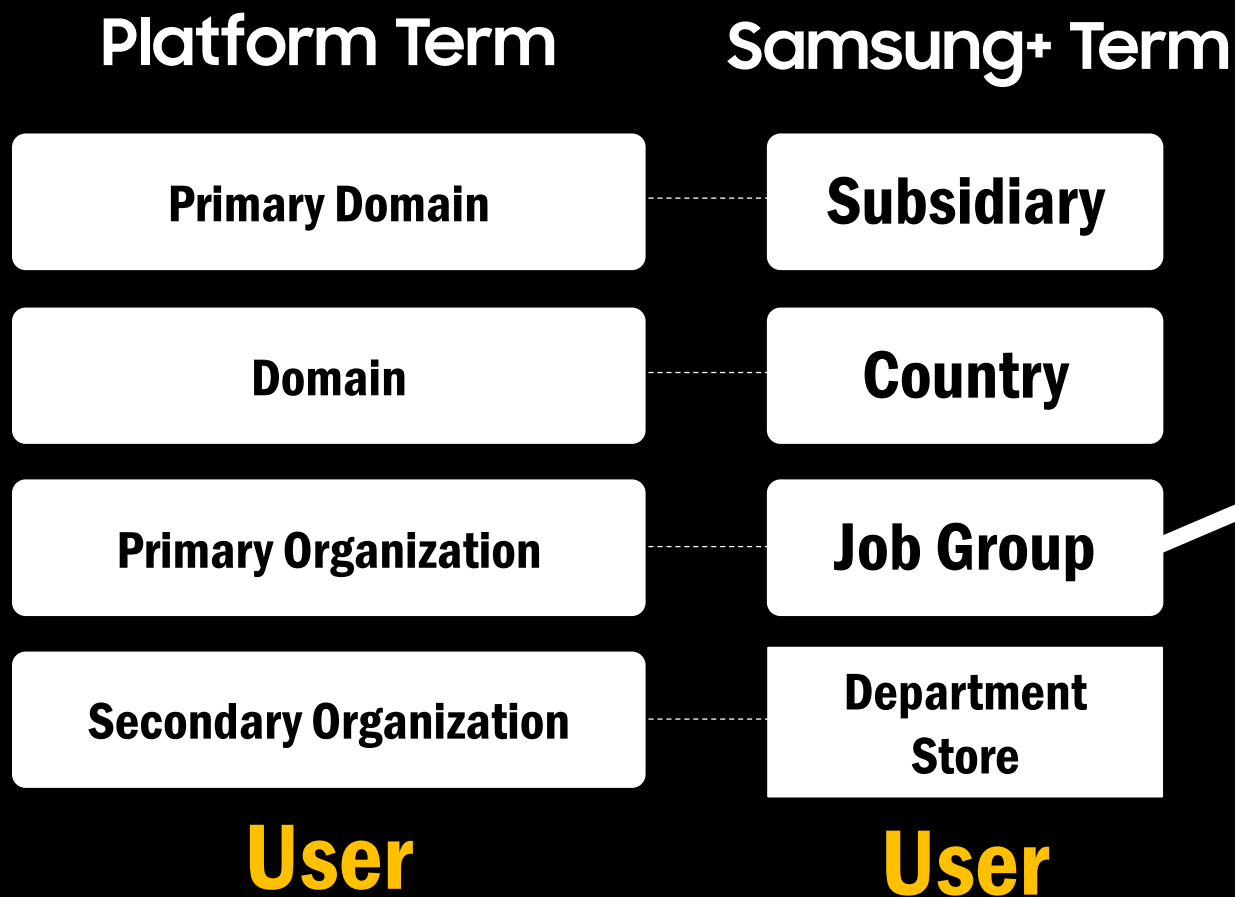 Platform Term
Samsung+ Term
Primary Domain
Subsidiary
Domain
Country
Primary Organization
Job Group
Secondary Organization
Department
Store
User
User